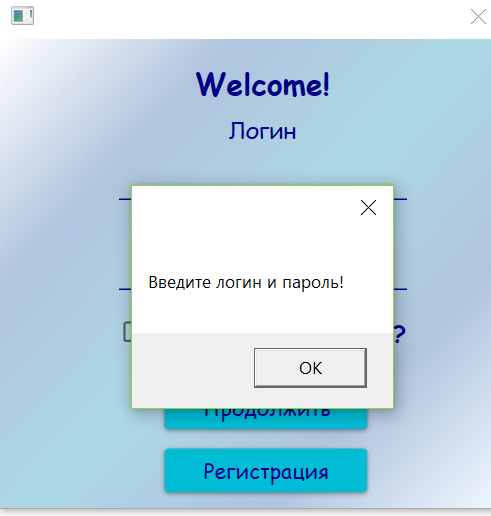 Welcome!
Логин
Введите логин и пароль!
?
OK
Продолжить
Регистрация